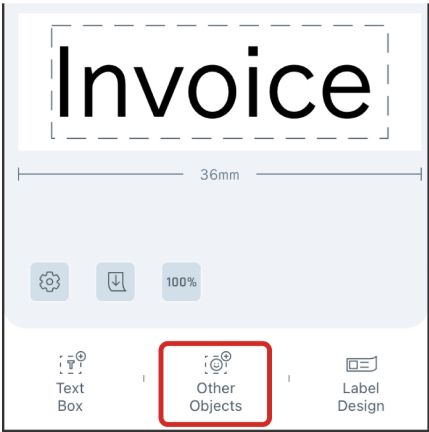 Invoice
36mm
100%
Text
Box
Other
Objects
Label
Design